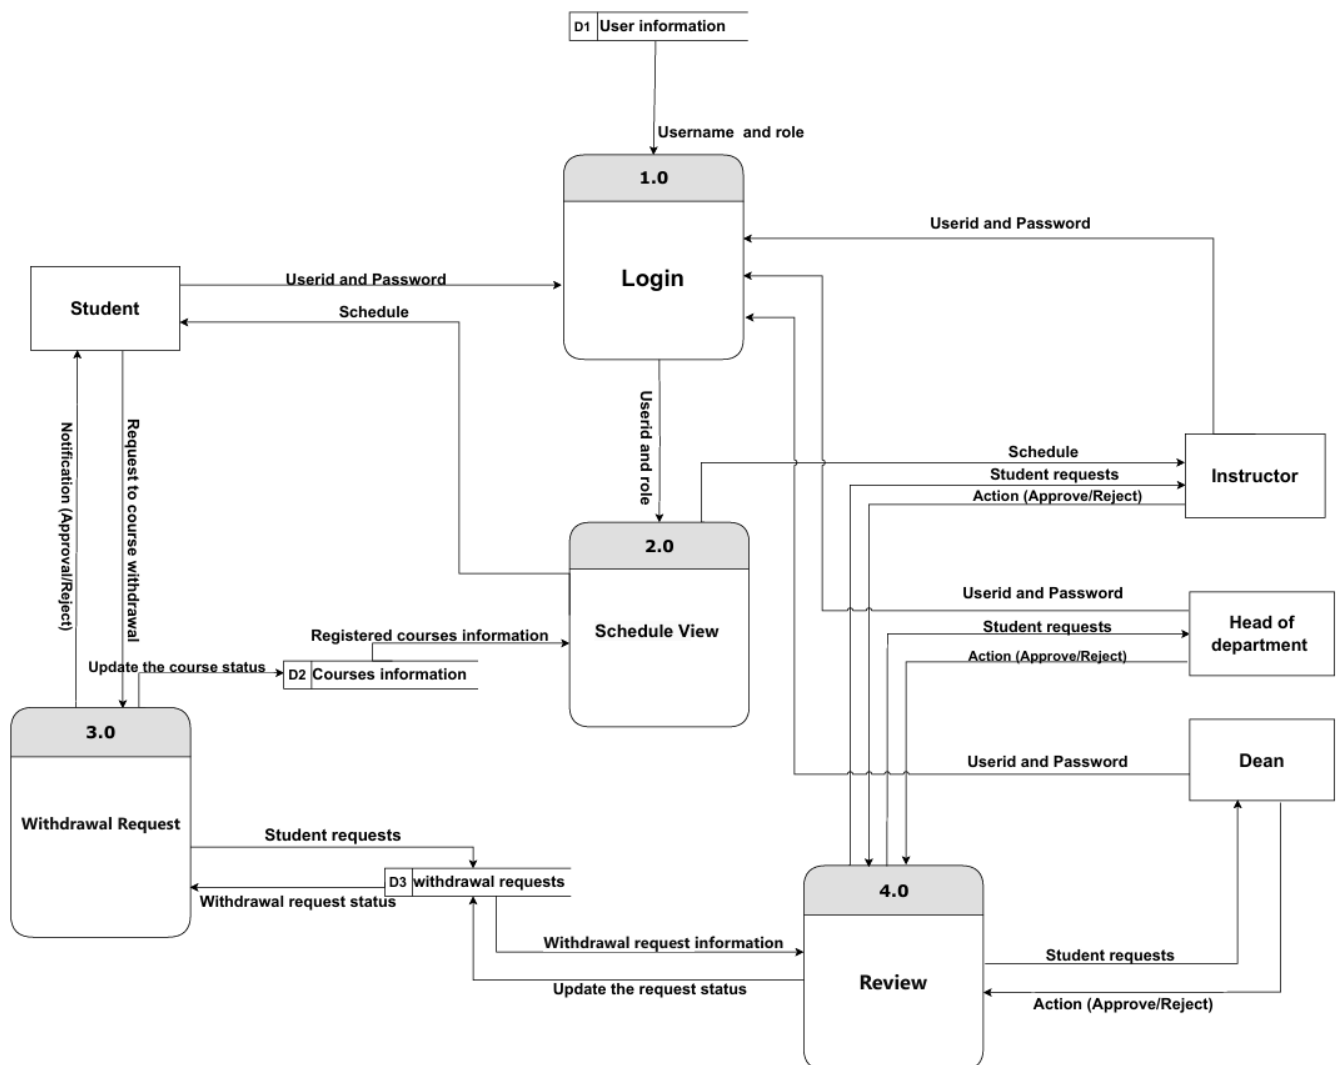 D1 User information
Username and role
1.0
Login
Userid and Password
Userid and Password
Student
Schedule
Userid and role
Notification (Approval/Reject)
Request to course withdrawal
Schedule
Student requests
Action (Approve/Reject)
Instructor
2.0
Schedule View
Userid and Password
Student requests
Action (Approve/Reject)
Head of
department
Registered courses information
Update the course status
D2 Courses information
3.0
Withdrawal Request
Userid and Password
Dean
Student requests
D3 withdrawal requests
Withdrawal request status
4.0
Review
Withdrawal request information
Update the request status
Student requests
Action (Approve/Reject)